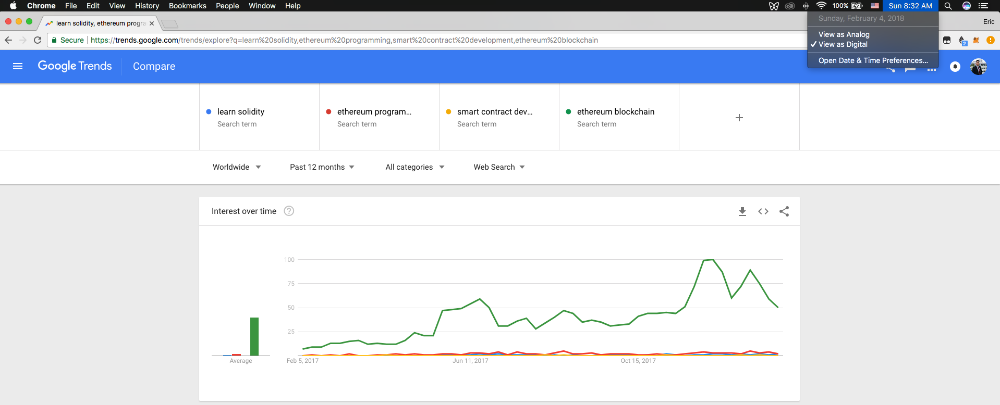 Chrome File Edit View History Bookmarks People Window Help 100% Sun 8:32 AM
Sunday, February 4, 2018
View as Analog
✓ View as Digital
Open Date & Time Preferences...
learn solidity, ethereum progra
Eric
Secure https://trends.google.com/trends/explore?q=learn%20solidity,ethereum%20programming,smart%20contract%20development,ethereum%20blockchain
2
Google Trends Compare
learn solidity
Search term
ethereum program...
Search term
smart contract dev...
Search term
ethereum blockchain
Search term
+
Worldwide Past 12 months All categories Web Search
Interest over time ?
100
75
50
25
Average
Feb 5, 2017 Jun 11, 2017 Oct 15, 2017